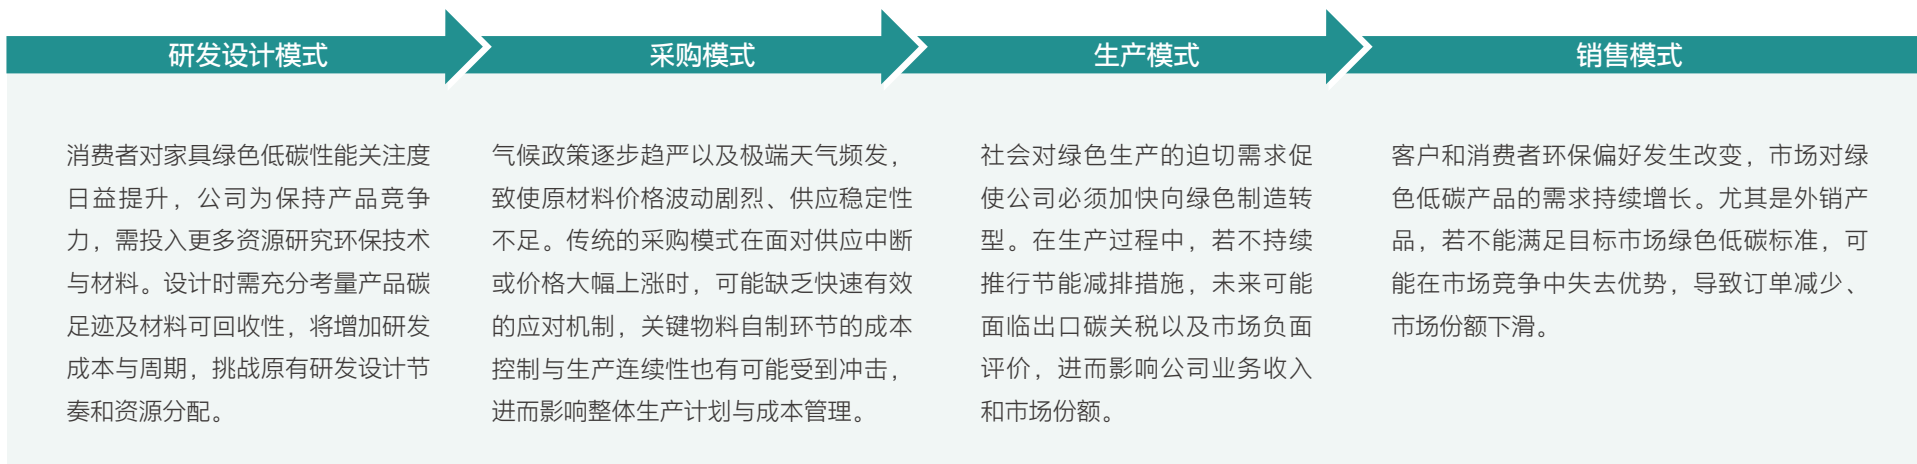 研发设计模式
采购模式
生产模式
销售模式
消费者对家具绿色低碳性能关注度
日益提升，公司为保持产品竞争
力，需投入更多资源研究环保技术
与材料。设计时需充分考量产品碳
足迹及材料可回收性，将增加研发
成本与周期，挑战原有研发设计节
奏和资源分配。
气候政策逐步趋严以及极端天气频发，
致使原材料价格波动剧烈、供应稳定性
不足。传统的采购模式在面对供应中断
或价格大幅上涨时，可能缺乏快速有效
的应对机制，关键物料自制环节的成本
控制与生产连续性也有可能受到冲击，
进而影响整体生产计划与成本管理。
社会对绿色生产的迫切需求促
使公司必须加快向绿色制造转
型。在生产过程中，若不持续
推行节能减排措施，未来可能
面临出口碳关税以及市场负面
评价，进而影响公司业务收入
和市场份额。
客户和消费者环保偏好发生改变，市场对绿
色低碳产品的需求持续增长。尤其是外销产
品，若不能满足目标市场绿色低碳标准，可
能在市场竞争中失去优势，导致订单减少、
市场份额下滑。